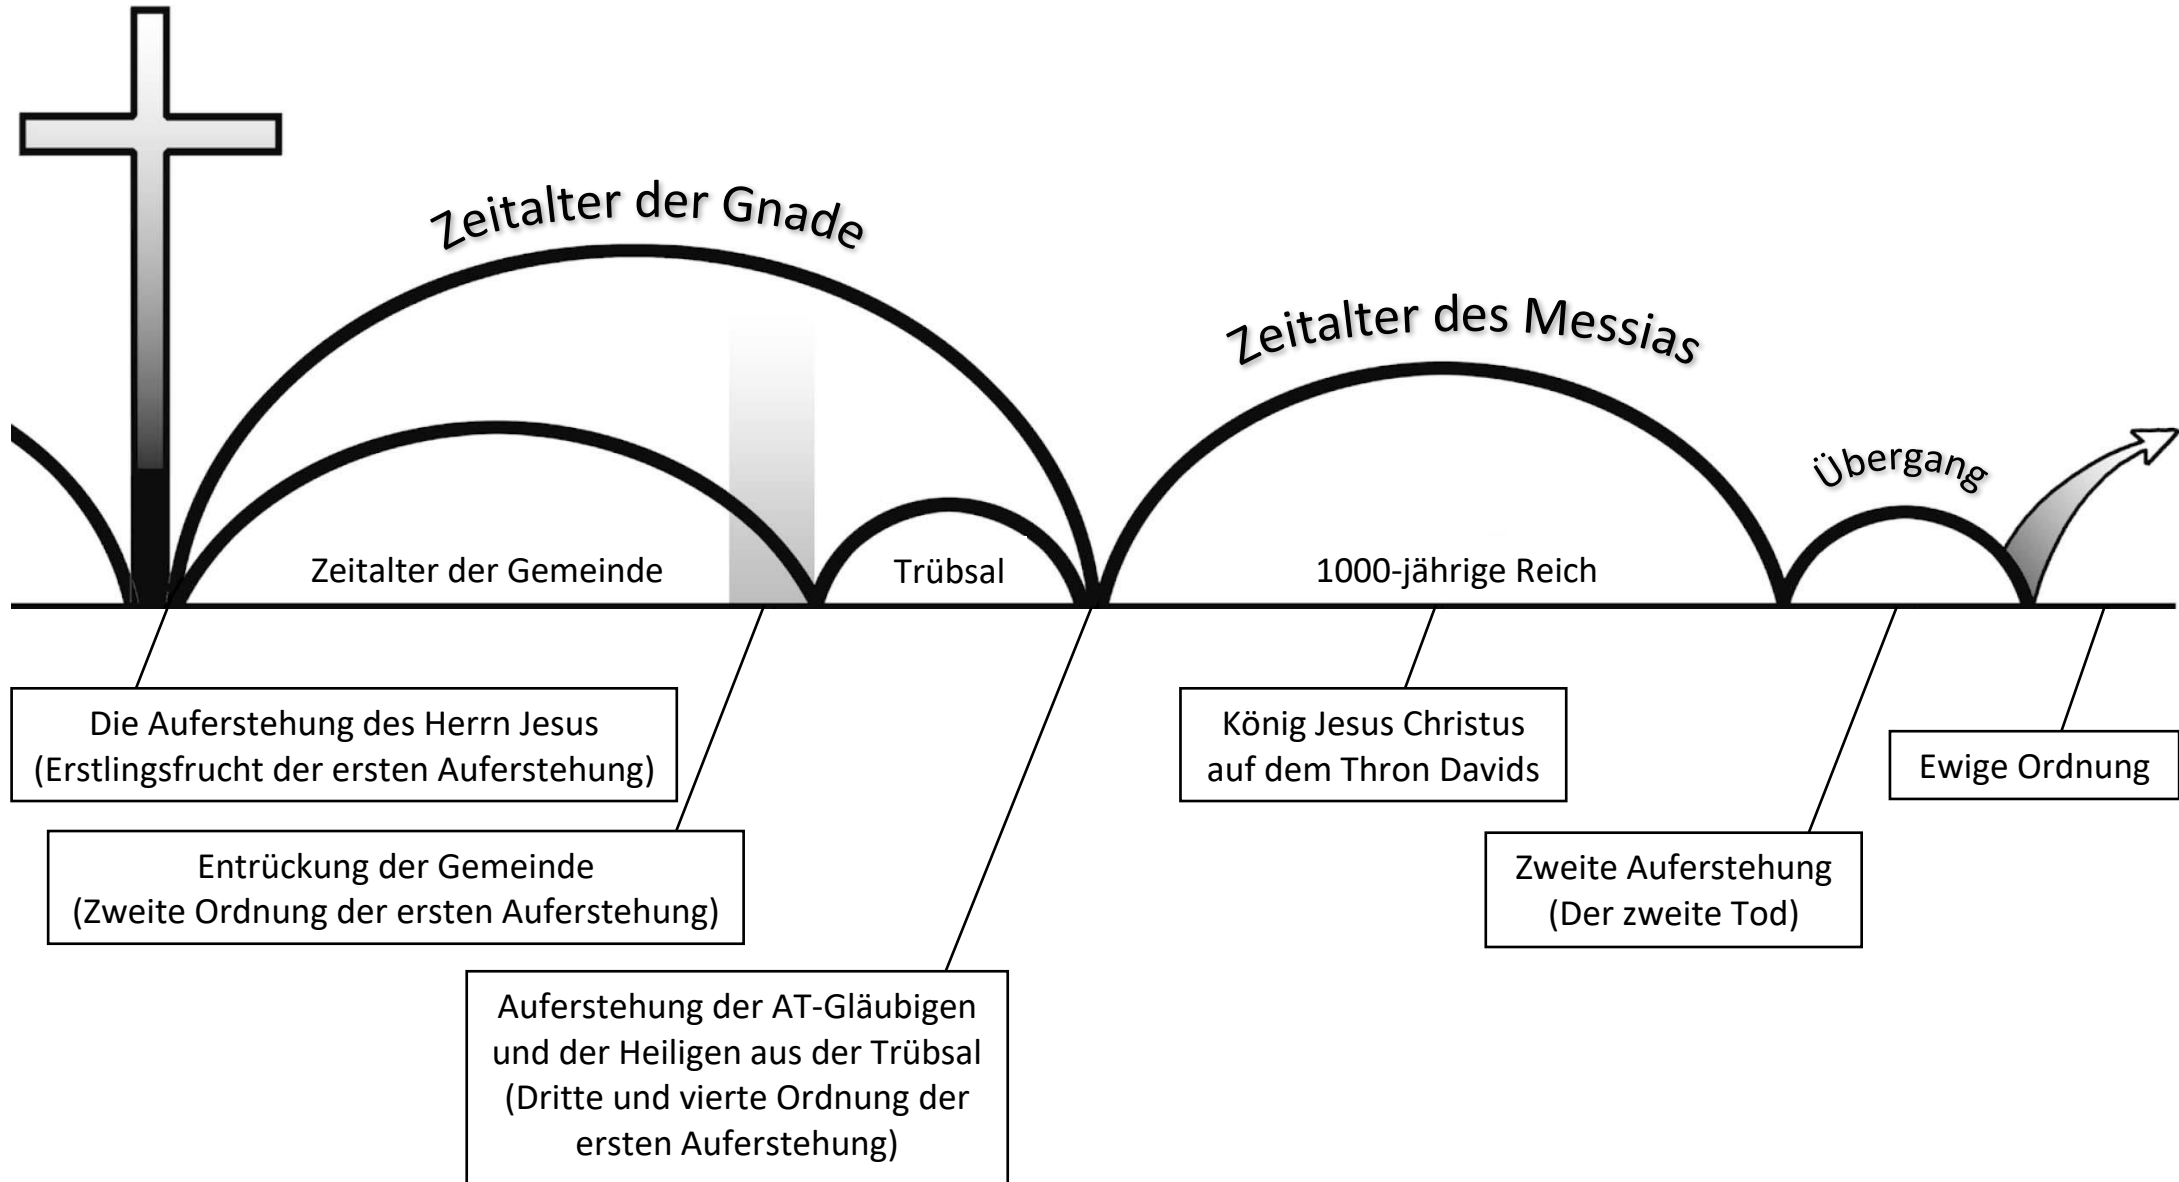 Zeitalter der Gnade
Zeitalter des Messias
Übergang
Zeitalter der Gemeinde
Trübsal
1000-jährige Reich
Die Auferstehung des Herrn Jesus
(Erstlingsfrucht der ersten Auferstehung)
Entrückung der Gemeinde
(Zweite Ordnung der ersten Auferstehung)
Auferstehung der AT-Gläubigen
und der Heiligen aus der Trübsal
(Dritte und vierte Ordnung der
ersten Auferstehung)
König Jesus Christus
auf dem Thron Davids
Zweite Auferstehung
(Der zweite Tod)
Ewige Ordnung